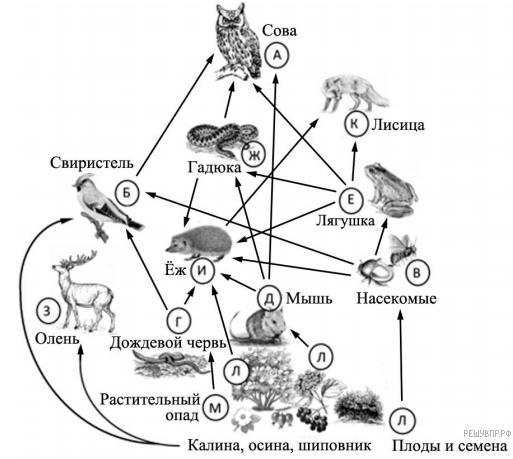 Сова
А
К Лисица
Ж
Гадюка
Свиристель
Б
Е
Лягушка
Ёж И
В
З
Д Мышь
Насекомые
Олень
Г
Дождевой червь
Л
Л
Растительный опад
М
Л
Калина, осина, шиповник
Плоды и семена
РЕШУВПР.РФ